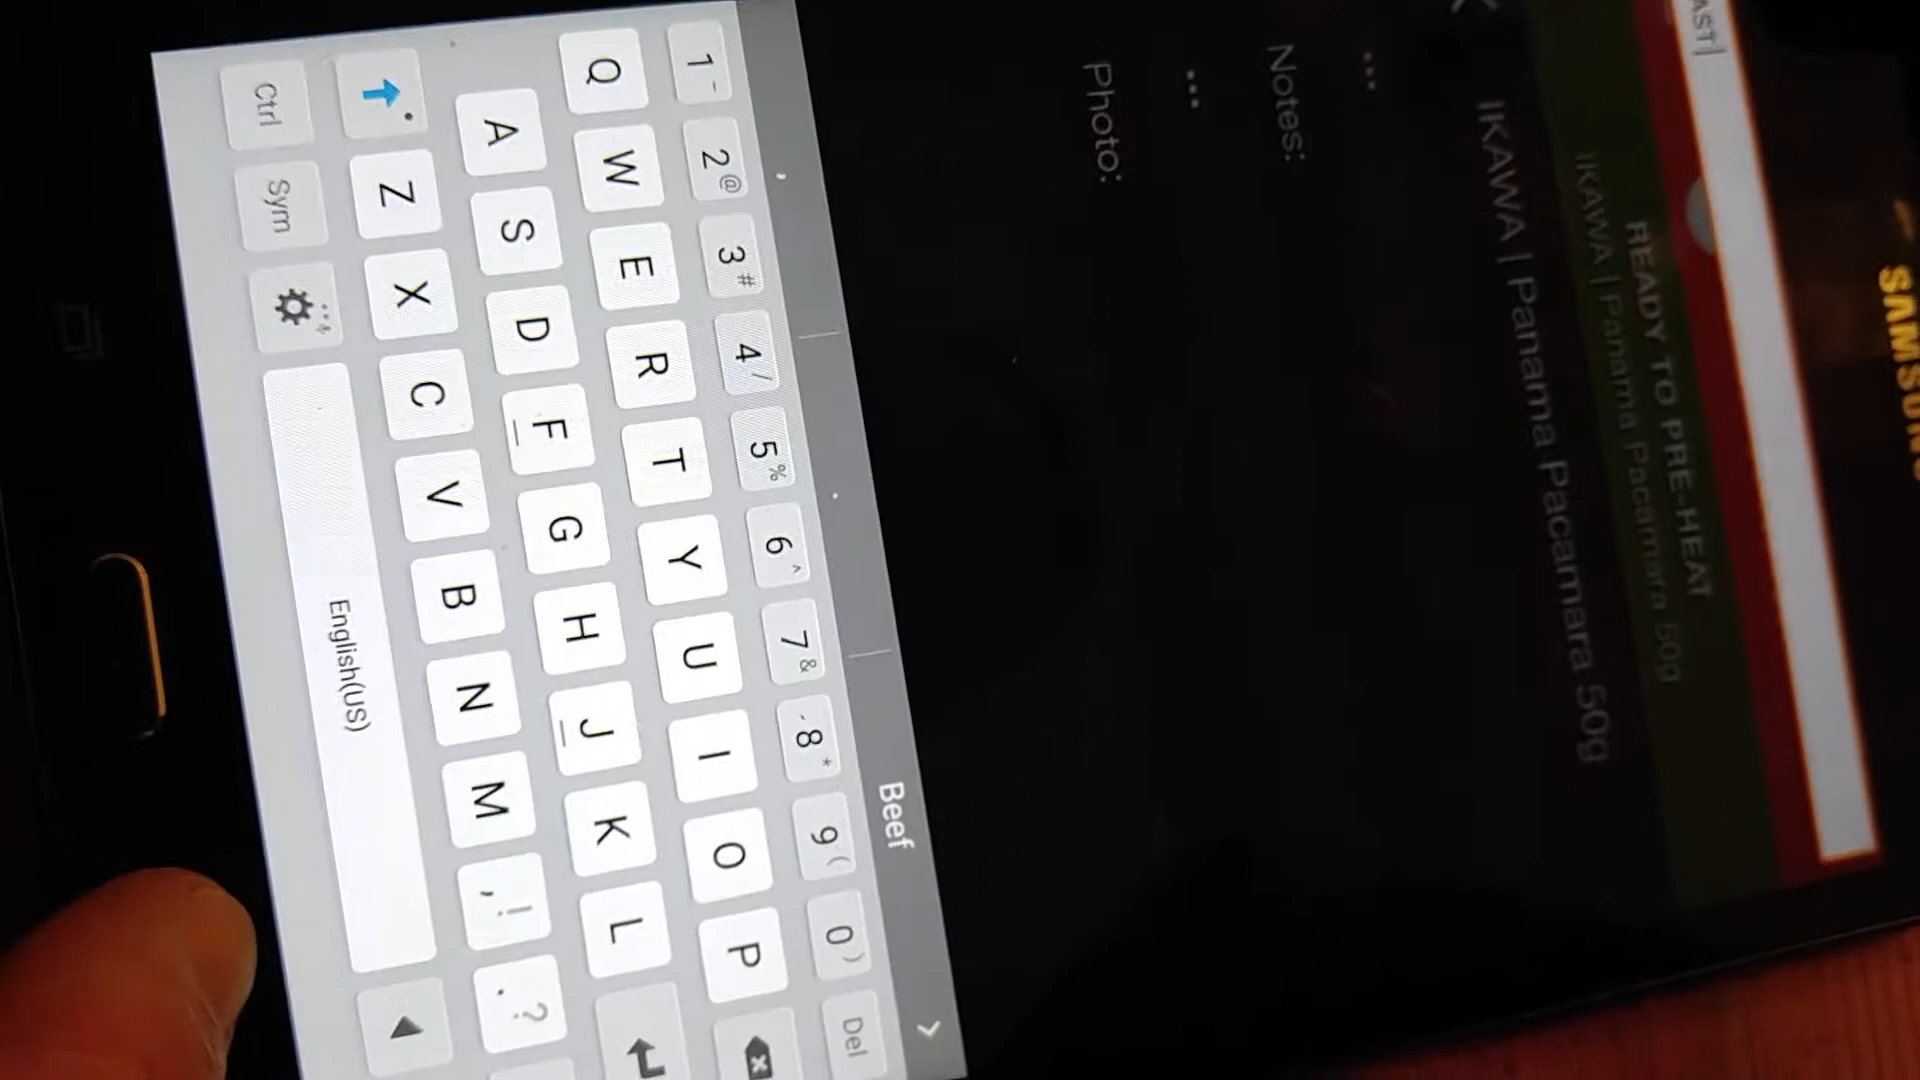 SAMSUNG
AST
READY TO PRE-HEAT
IKAWA | Panama Pacamara 50g
IKAWA | Panama Pacamara 50g
...
Notes:
...
Photo:
, . Beef
1 - 2 @ 3 # 4 / 5 % 6 ^ 7 & 8 * 9 ( 0 ) Del
Q W E R T Y U I O P
A S D F G H J K L
Z X C V B N M , ! . ?
Ctrl Sym English(US)